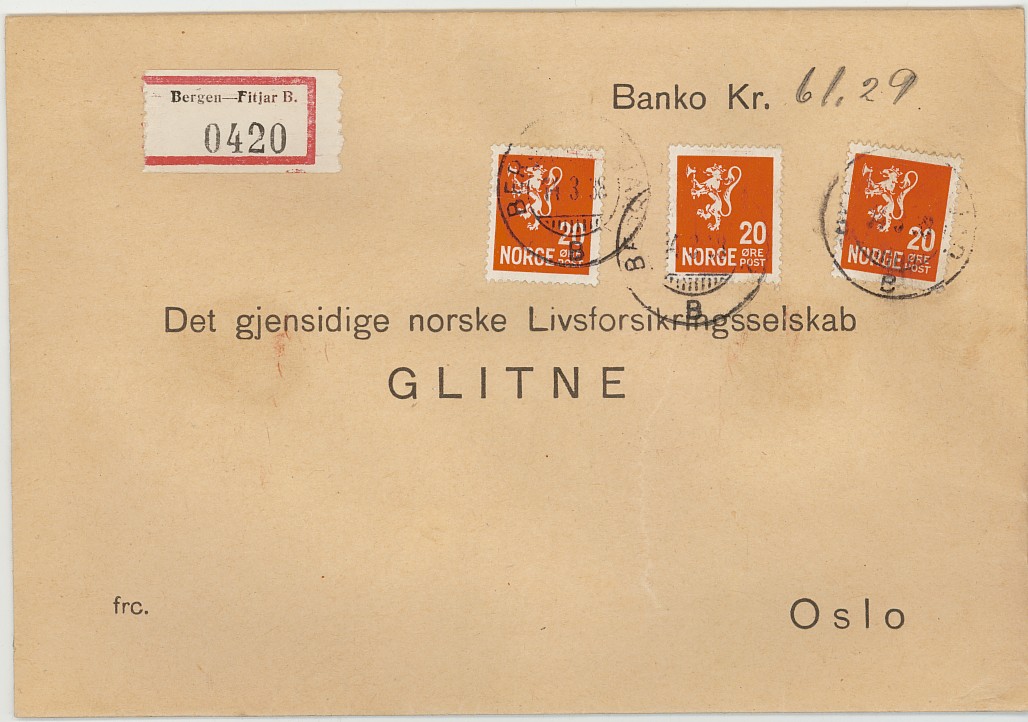 Bergen—Fitjar B.
0420
Banko Kr. 61.29
20
NORGE ØRE POST
B
20
NORGE ØRE POST
B
20
NORGE ØRE POST
B
Det gjensidige norske Livsforsikringsselskab
GLITNE
frc.
Oslo